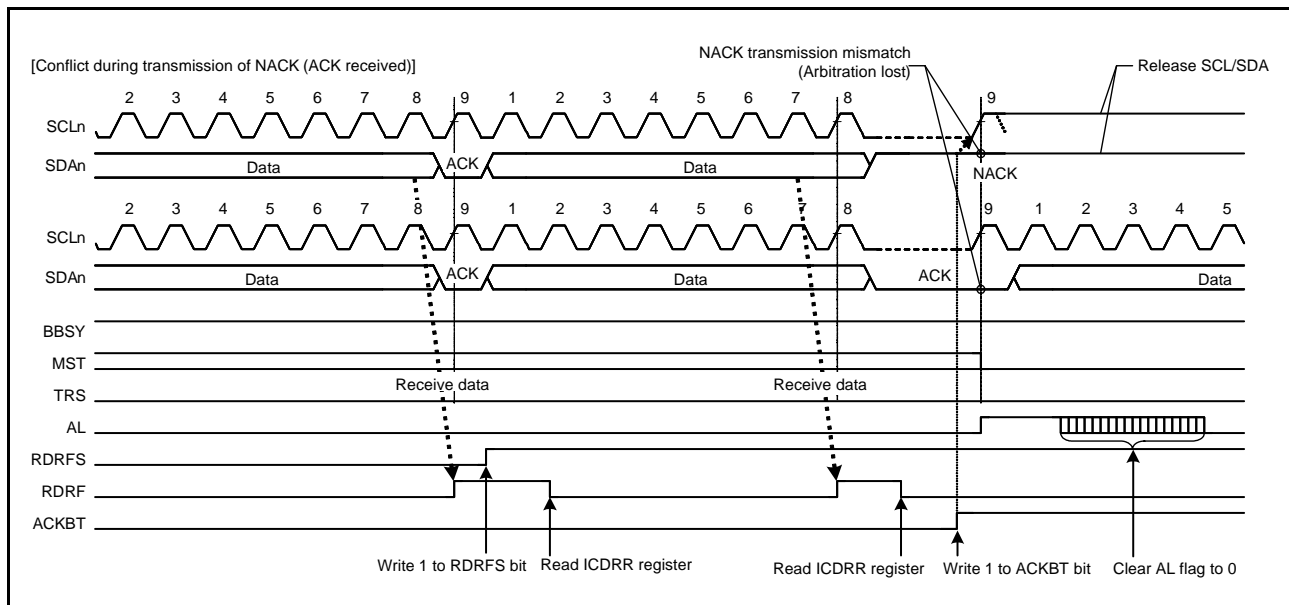 [Conflict during transmission of NACK (ACK received)]
NACK transmission mismatch
(Arbitration lost)
Release SCL/SDA
2 3 4 5 6 7 8 9 1 2 3 4 5 6 7 8 9
SCLn
SDAn
Data ACK Data NACK
2 3 4 5 6 7 8 9 1 2 3 4 5 6 7 8 9 1 2 3 4 5
SCLn
SDAn
Data ACK Data ACK Data
BBSY
MST
Receive data Receive data
TRS
AL
RDRFS
RDRF
ACKBT
Write 1 to RDRFS bit Read ICDRR register Read ICDRR register Write 1 to ACKBT bit Clear AL flag to 0